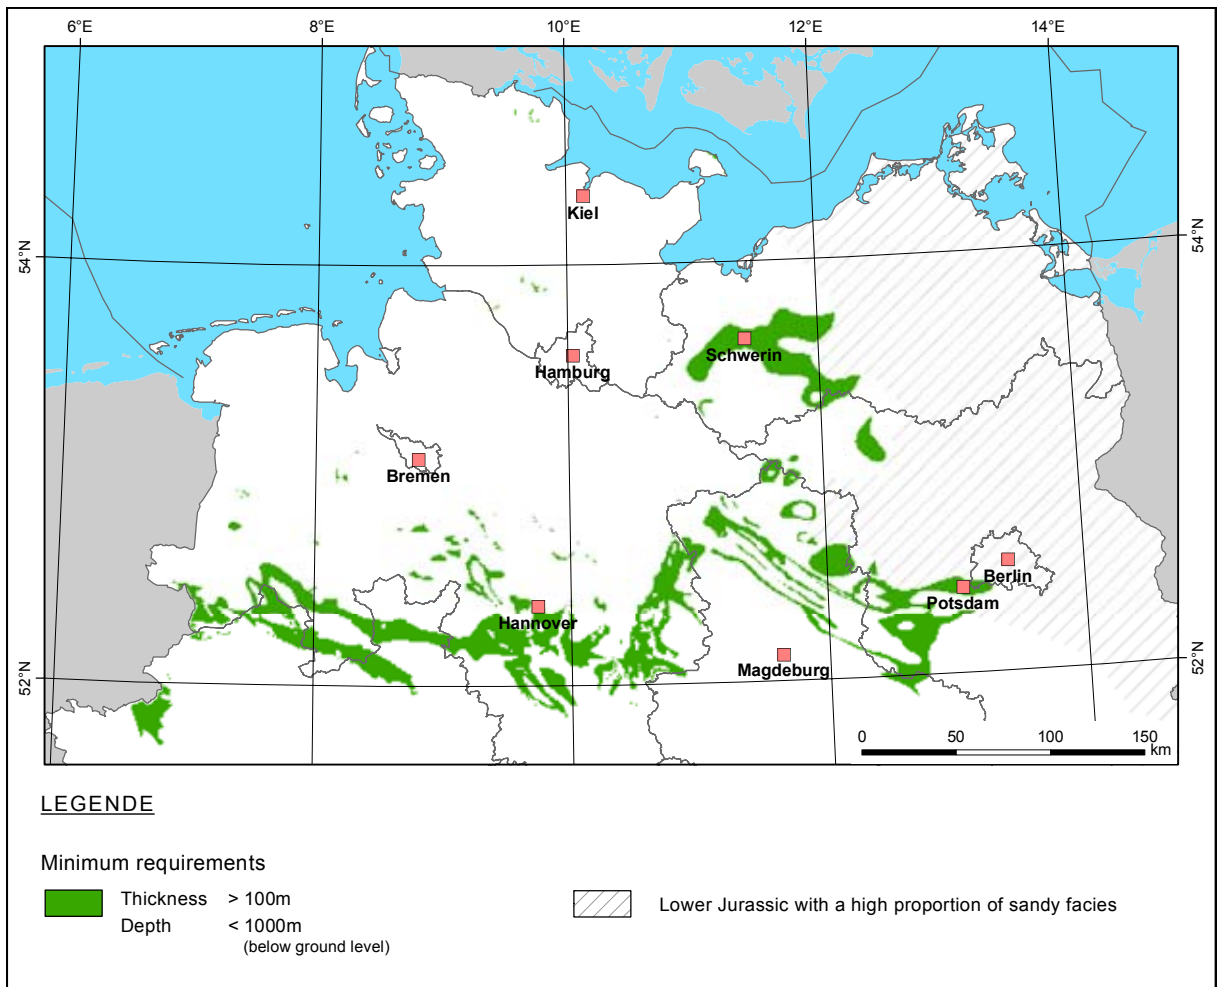 6°E 8°E 10°E 12°E 14°E
Kiel
54°N 54°N
Schwerin
Hamburg
Bremen
Berlin
Potsdam
Hannover
Magdeburg
52°N 52°N
0 50 100 150
km
LEGENDE
Minimum requirements
Thickness > 100m
Lower Jurassic with a high proportion of sandy facies
Depth < 1000m
(below ground level)